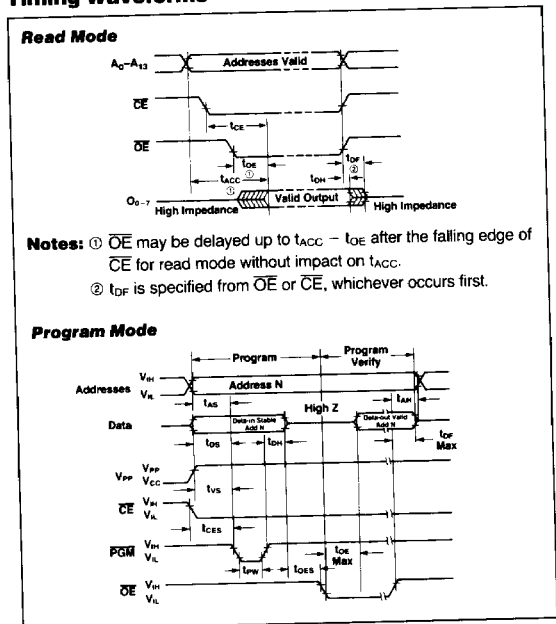 Timing Waveforms
Read Mode
A0–A13
Addresses Valid
CE
tCE
OE
tOE
①
tDF
②
tACC
①
tOH
O0-7
Valid Output
High Impedance
High Impedance
Notes: ① OE may be delayed up to tACC – tOE after the falling edge of
CE for read mode without impact on tACC.
② tDF is specified from OE or CE, whichever occurs first.
Program Mode
Program
Program
Verify
Addresses
VIH
VIL
Address N
tAS
tAH
High Z
Data
Data-in Stable
Add N
Data-out Valid
Add N
tDS
tDH
tDF
Max
VPP
VPP
VCC
tVS
CE
VIH
VIL
tCES
PGM
VIH
VIL
tPW
tOES
tOE
Max
OE
VIH
VIL